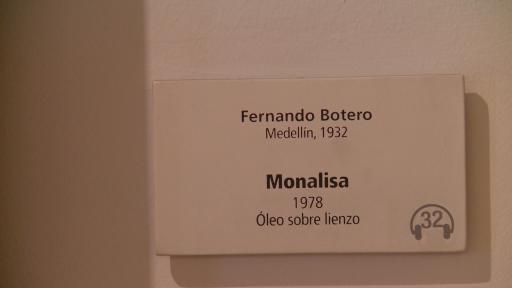 Fernando Botero
Medellín, 1932
Monalisa
1978
Óleo sobre lienzo
32